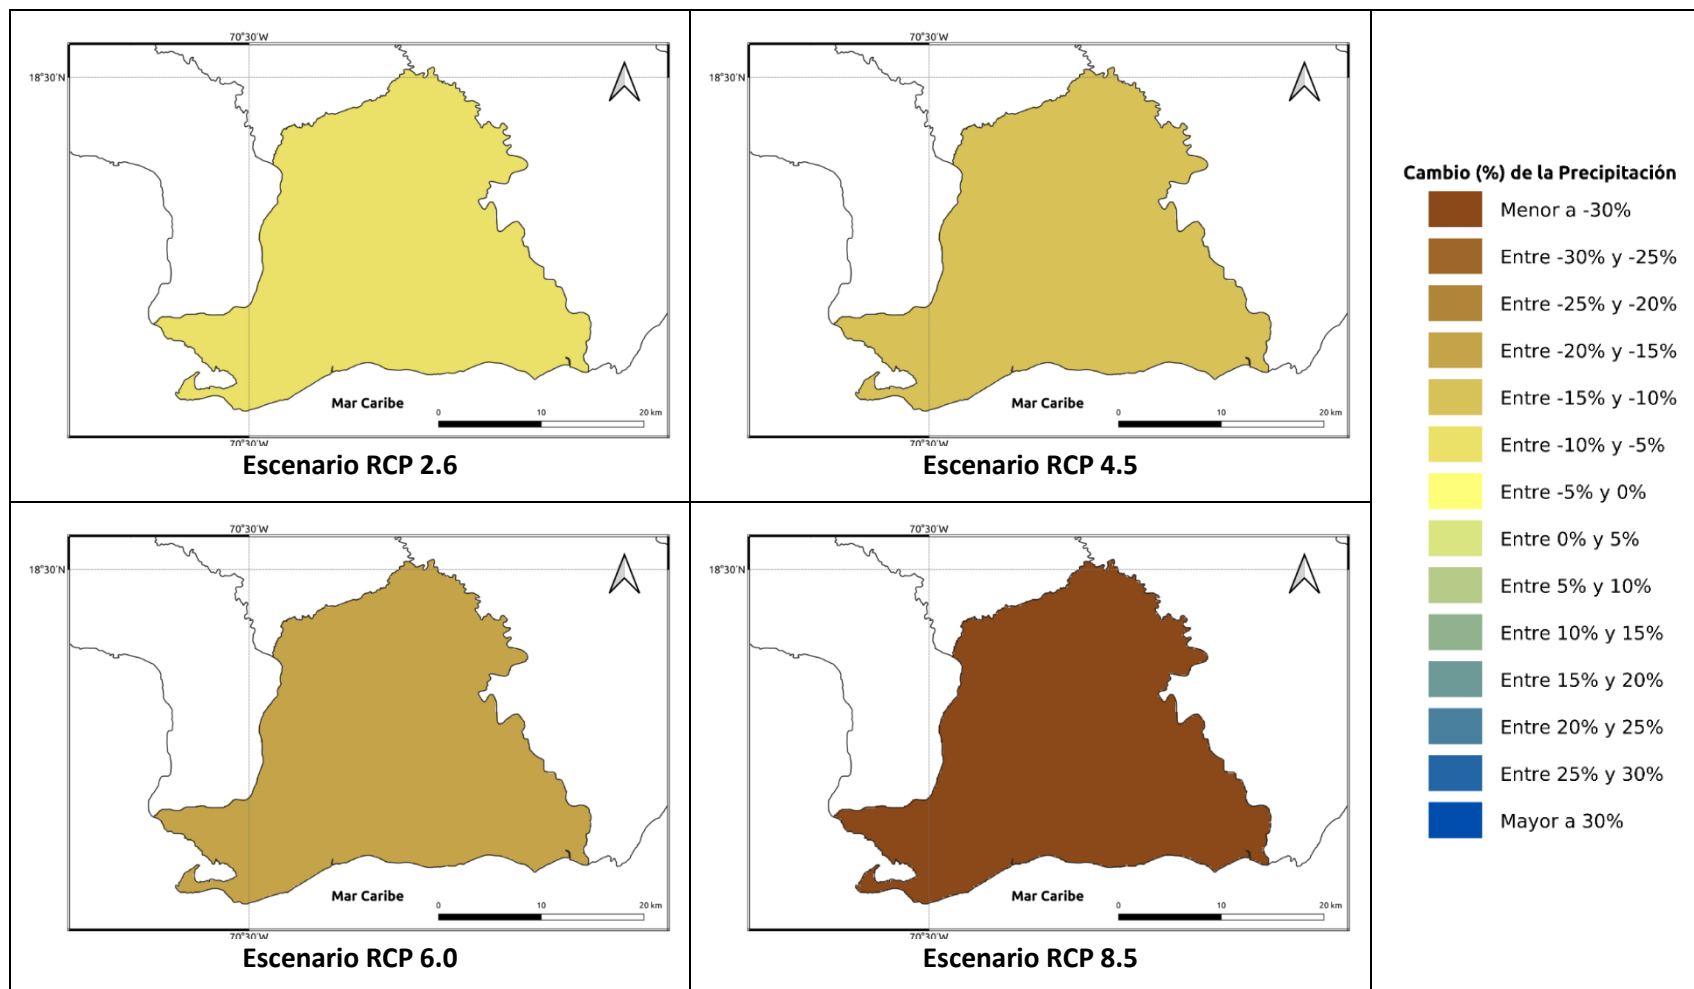 70°30'W
18°30'N
Mar Caribe
0 10 20 km
70°30'W
Escenario RCP 2.6
70°30'W
18°30'N
Mar Caribe
0 10 20 km
70°30'W
Escenario RCP 4.5
70°30'W
18°30'N
Mar Caribe
0 10 20 km
70°30'W
Escenario RCP 6.0
70°30'W
18°30'N
Mar Caribe
0 10 20 km
70°30'W
Escenario RCP 8.5
Cambio (%) de la Precipitación
Menor a -30%
Entre -30% y -25%
Entre -25% y -20%
Entre -20% y -15%
Entre -15% y -10%
Entre -10% y -5%
Entre -5% y 0%
Entre 0% y 5%
Entre 5% y 10%
Entre 10% y 15%
Entre 15% y 20%
Entre 20% y 25%
Entre 25% y 30%
Mayor a 30%